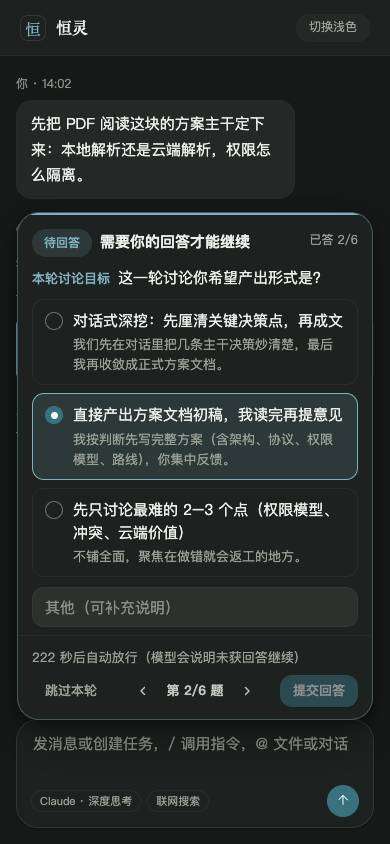 恒 恒灵
切换浅色
你 · 14:02
先把 PDF 阅读这块的方案主干定下
来：本地解析还是云端解析，权限怎
么隔离。
待回答 需要你的回答才能继续 已答 2/6
本轮讨论目标 这一轮讨论你希望产出形式是?
对话式深挖：先厘清关键决策点，再成文
我们先在对话里把几条主干决策炒清楚，最后
我再收敛成正式方案文档。
直接产出方案文档初稿，我读完再提意见
我按判断先写完整方案（含架构、协议、权限
模型、路线），你集中反馈。
先只讨论最难的 2–3 个点（权限模型、
冲突、云端价值）
不铺全面，聚焦在做错就会返工的地方。
其他（可补充说明）
222 秒后自动放行（模型会说明未获回答继续）
跳过本轮 ‹ 第 2/6 题 › 提交回答
发消息或创建任务，/ 调用指令，@ 文件或对话
Claude · 深度思考 联网搜索